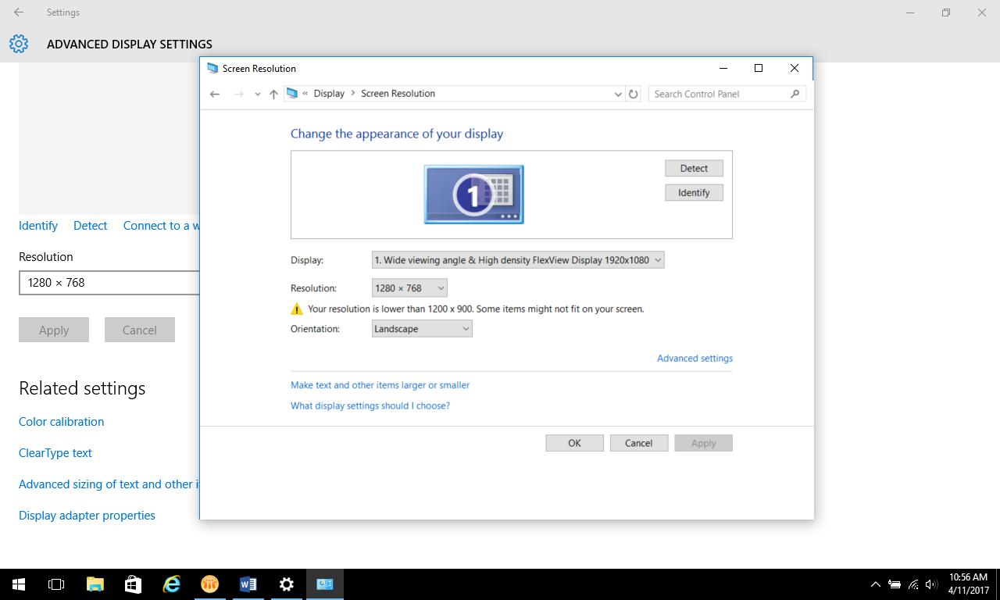 Settings
ADVANCED DISPLAY SETTINGS
Screen Resolution
« Display > Screen Resolution
Search Control Panel
Change the appearance of your display
1
Detect
Identify
Display: 1. Wide viewing angle & High density FlexView Display 1920x1080
Resolution: 1280 × 768
Your resolution is lower than 1200 x 900. Some items might not fit on your screen.
Orientation: Landscape
Advanced settings
Make text and other items larger or smaller
What display settings should I choose?
OK Cancel Apply
Identify Detect Connect to a w
Resolution
1280 × 768
Apply Cancel
Related settings
Color calibration
ClearType text
Advanced sizing of text and other i
Display adapter properties
10:56 AM
4/11/2017